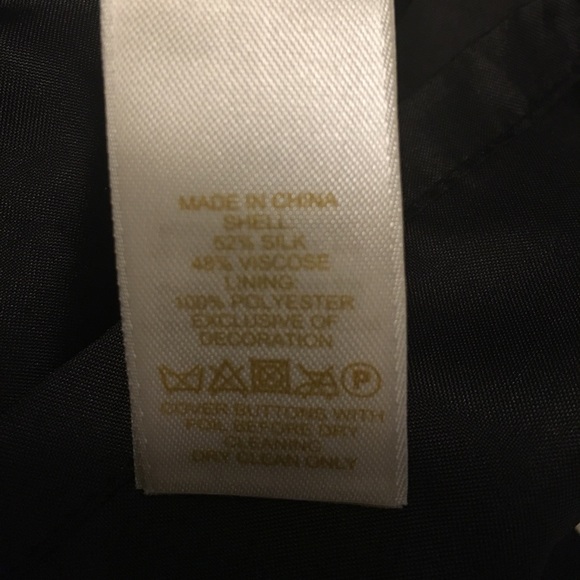 MADE IN CHINA
SHELL:
52% SILK
48% VISCOSE
LINING:
100% POLYESTER
EXCLUSIVE OF
DECORATION
P
COVER BUTTONS WITH
FOIL BEFORE DRY
CLEANING
DRY CLEAN ONLY